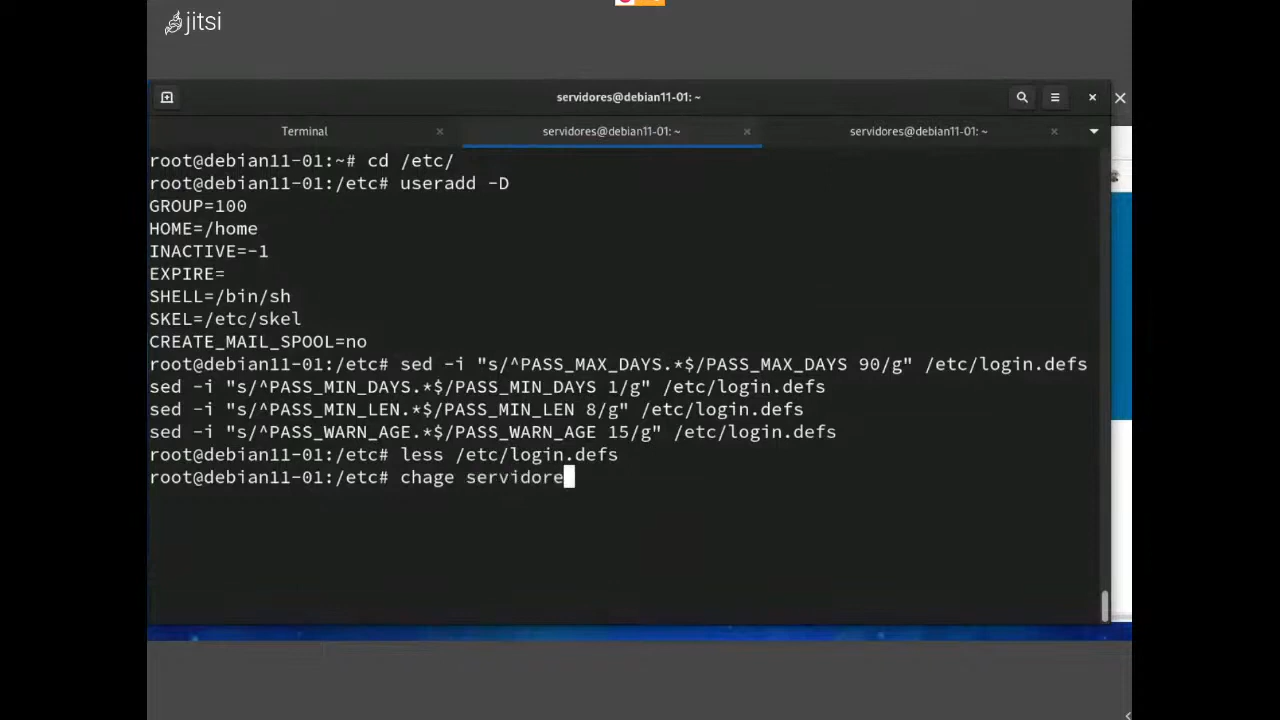 jitsi
servidores@debian11-01: ~
Terminal
servidores@debian11-01: ~
servidores@debian11-01: ~
root@debian11-01:~# cd /etc/
root@debian11-01:/etc# useradd -D
GROUP=100
HOME=/home
INACTIVE=-1
EXPIRE=
SHELL=/bin/sh
SKEL=/etc/skel
CREATE_MAIL_SPOOL=no
root@debian11-01:/etc# sed -i "s/^PASS_MAX_DAYS.*$/PASS_MAX_DAYS 90/g" /etc/login.defs
sed -i "s/^PASS_MIN_DAYS.*$/PASS_MIN_DAYS 1/g" /etc/login.defs
sed -i "s/^PASS_MIN_LEN.*$/PASS_MIN_LEN 8/g" /etc/login.defs
sed -i "s/^PASS_WARN_AGE.*$/PASS_WARN_AGE 15/g" /etc/login.defs
root@debian11-01:/etc# less /etc/login.defs
root@debian11-01:/etc# chage servidore